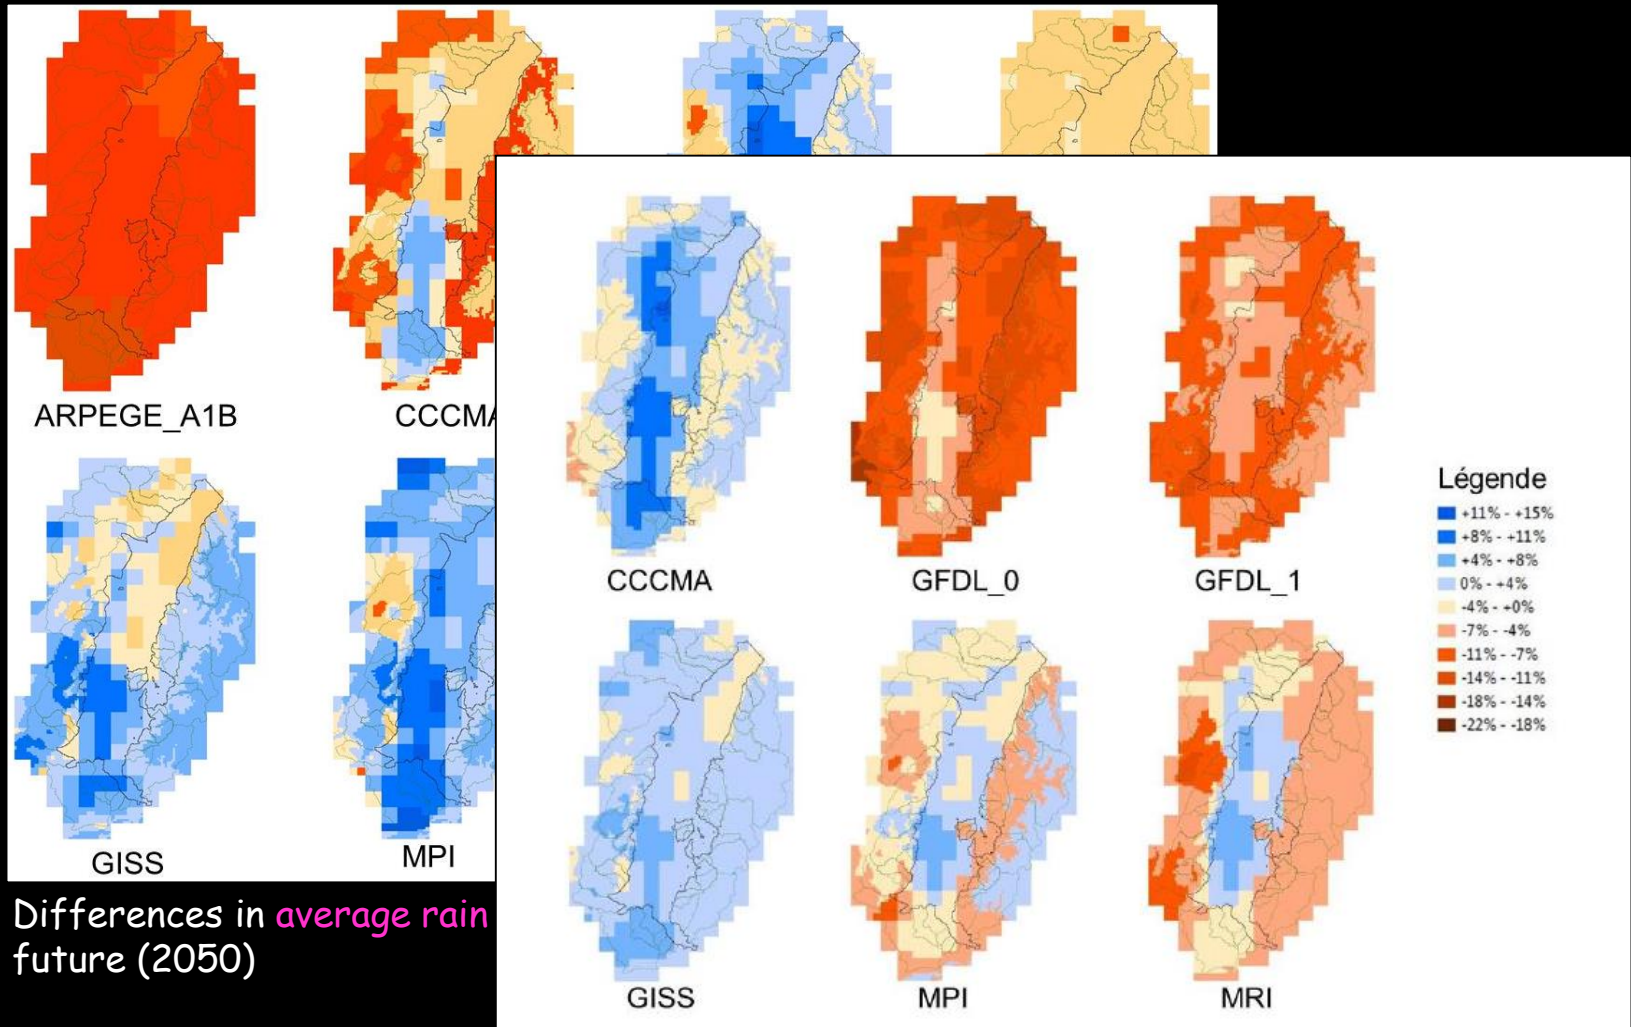 ARPEGE_A1B
CCCMA
GISS
MPI
Differences in average rain
future (2050)
CCCMA
GFDL_0
GFDL_1
GISS
MPI
MRI
Légende
+11% - +15%
+8% - +11%
+4% - +8%
0% - +4%
-4% - +0%
-7% - -4%
-11% - -7%
-14% - -11%
-18% - -14%
-22% - -18%